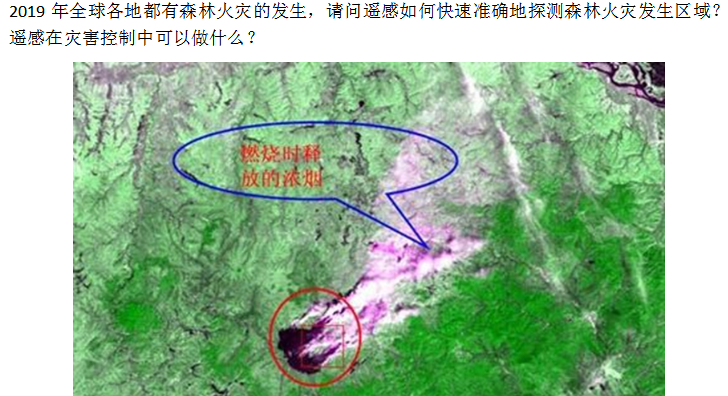 2019 年全球各地都有森林火灾的发生，请问遥感如何快速准确地探测森林火灾发生区域？
遥感在灾害控制中可以做什么？
燃烧时释
放的浓烟